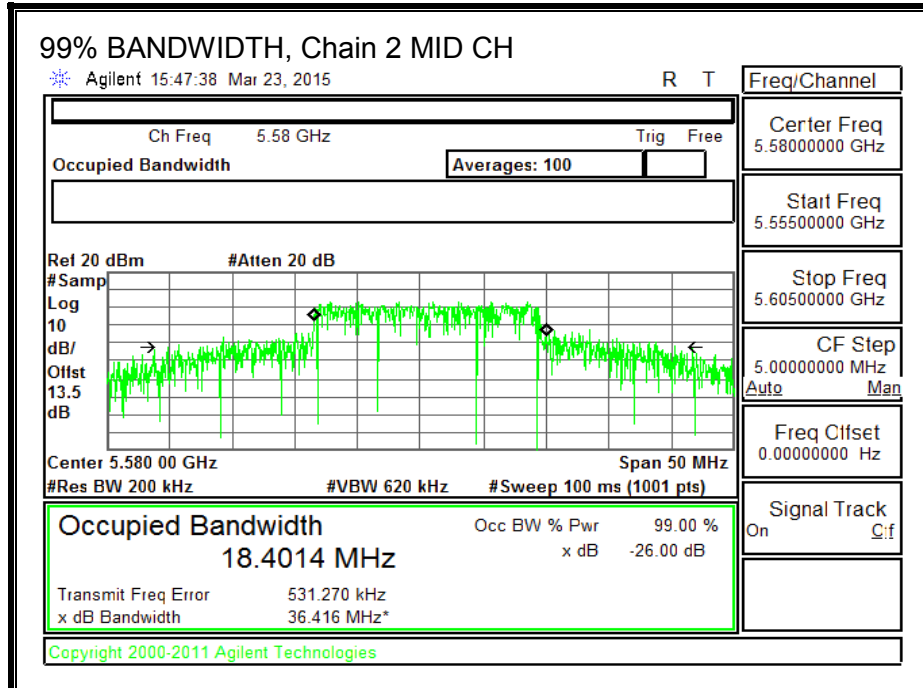 99% BANDWIDTH, Chain 2 MID CH
Agilent 15:47:38 Mar 23, 2015
R T
Freq/Channel
Ch Freq 5.58 GHz
Trig Free
Occupied Bandwidth
Averages: 100
Center Freq
5.58000000 GHz
Start Freq
5.55500000 GHz
Stop Freq
5.60500000 GHz
CF Step
5.00000000 MHz
Auto Man
Freq Offset
0.00000000 Hz
Signal Track
On Off
Ref 20 dBm #Atten 20 dB
#Samp
Log
10
dB/
Offst
13.5
dB
Center 5.580 00 GHz Span 50 MHz
#Res BW 200 kHz #VBW 620 kHz #Sweep 100 ms (1001 pts)
Occupied Bandwidth
18.4014 MHz
Occ BW % Pwr 99.00 %
x dB -26.00 dB
Transmit Freq Error 531.270 kHz
x dB Bandwidth 36.416 MHz*
Copyright 2000-2011 Agilent Technologies